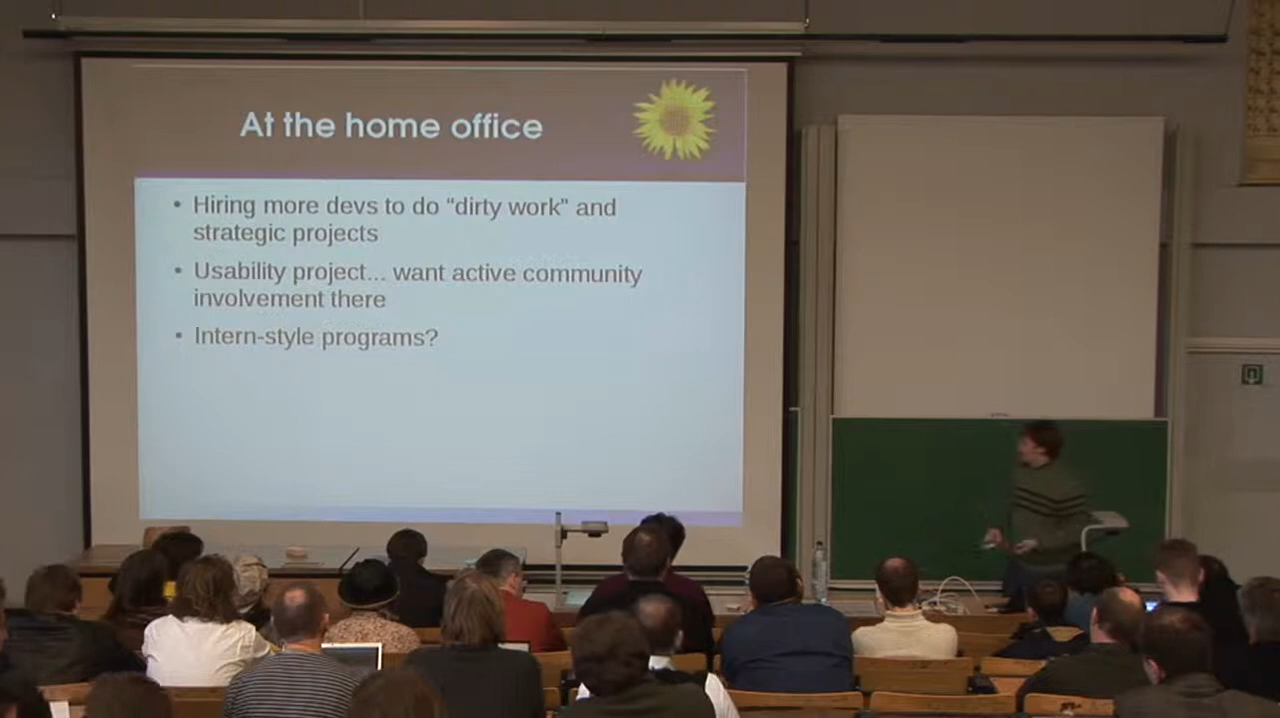 At the home office
• Hiring more devs to do “dirty work” and
strategic projects
• Usability project... want active community
involvement there
• Intern-style programs?